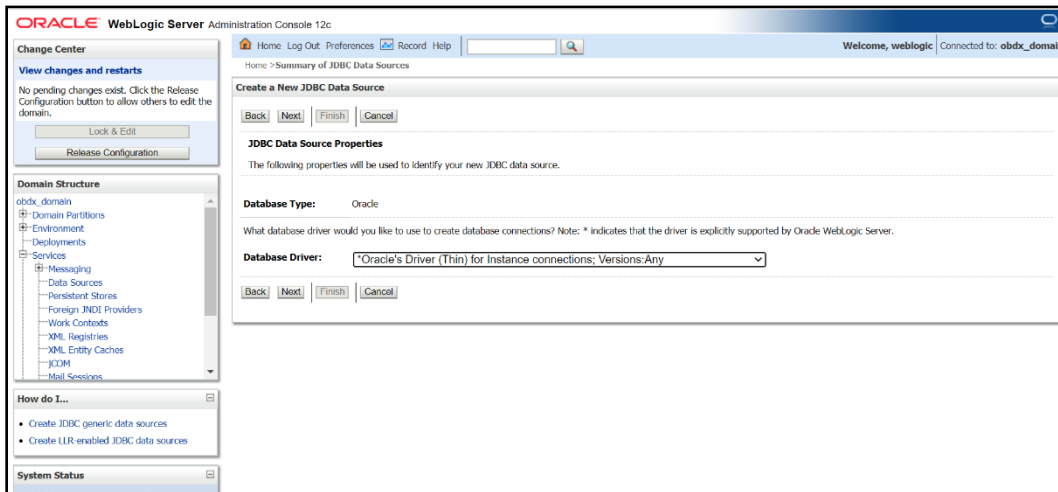 ORACLE WebLogic Server Administration Console 12c
Change Center
View changes and restarts
No pending changes exist. Click the Release
Configuration button to allow others to edit the
domain.
Lock & Edit
Release Configuration
Domain Structure
obdx_domain
Domain Partitions
Environment
Deployments
Services
Messaging
Data Sources
Persistent Stores
Foreign JNDI Providers
Work Contexts
XML Registries
XML Entity Caches
jCOM
Mail Sessions
How do I...
Create JDBC generic data sources
Create LLR-enabled JDBC data sources
System Status
Home Log Out Preferences Record Help
Welcome, weblogic Connected to: obdx_domai
Home >Summary of JDBC Data Sources
Create a New JDBC Data Source
Back Next Finish Cancel
JDBC Data Source Properties
The following properties will be used to identify your new JDBC data source.
Database Type: Oracle
What database driver would you like to use to create database connections? Note: * indicates that the driver is explicitly supported by Oracle WebLogic Server.
Database Driver: *Oracle's Driver (Thin) for Instance connections; Versions:Any
Back Next Finish Cancel